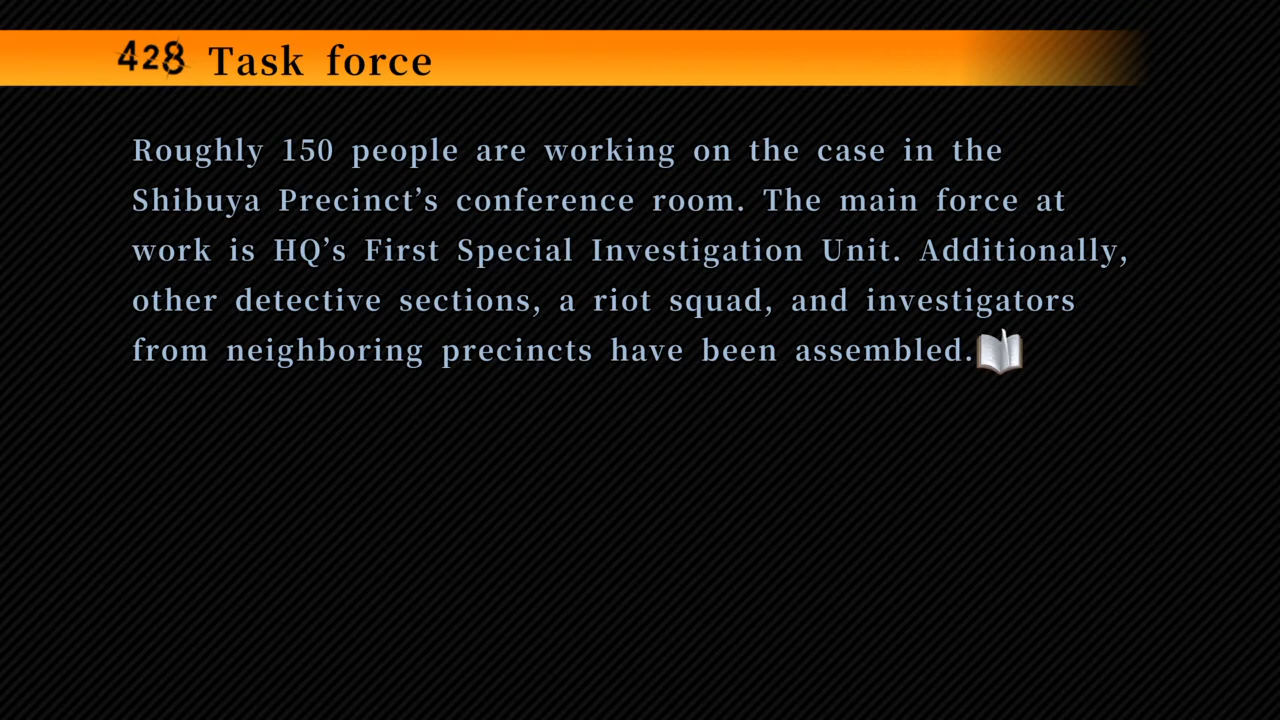 428 Task force
Roughly 150 people are working on the case in the
Shibuya Precinct’s conference room. The main force at
work is HQ’s First Special Investigation Unit. Additionally,
other detective sections, a riot squad, and investigators
from neighboring precincts have been assembled.